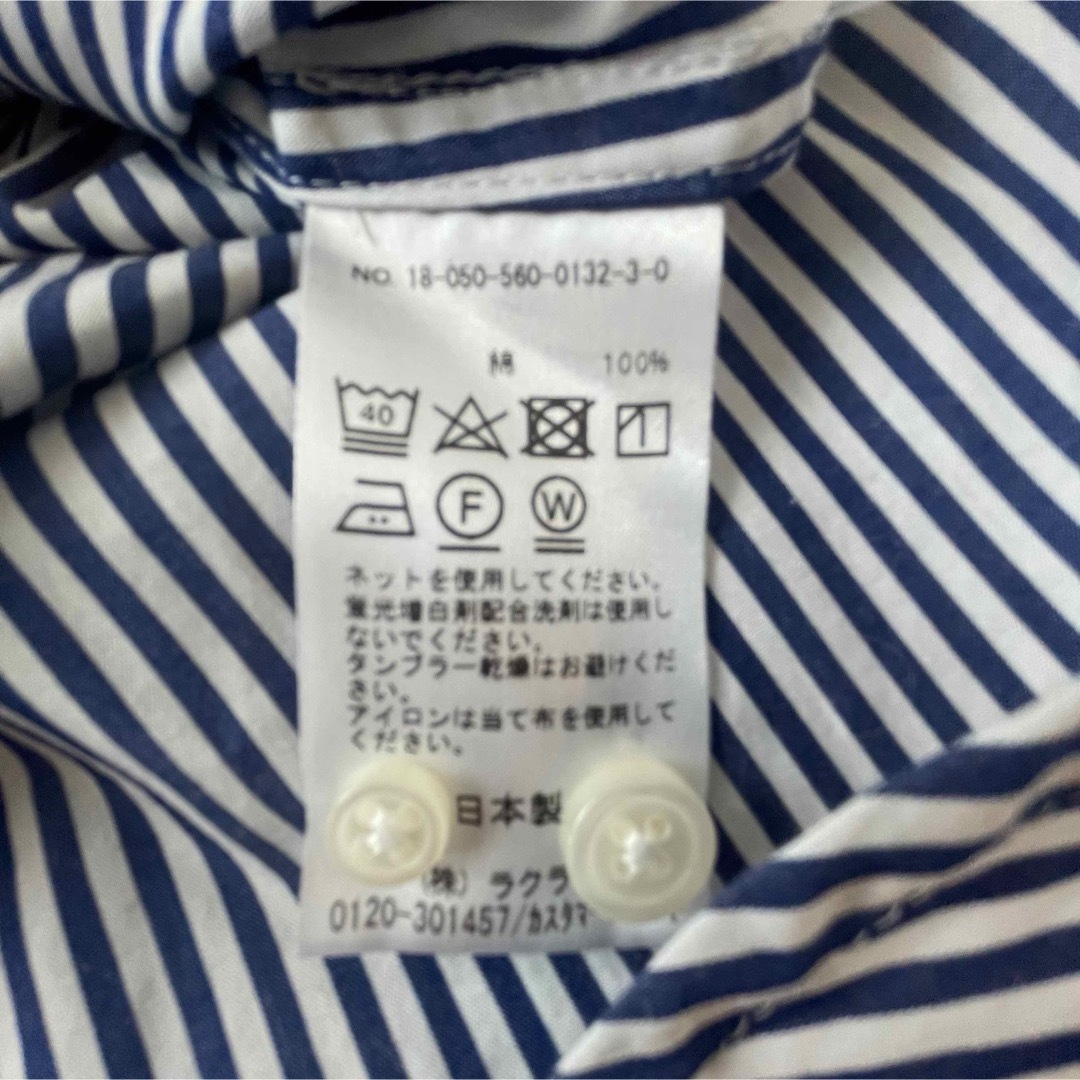 NO. 18-050-560-0132-3-0
綿 100%
40
F W
ネットを使用してください。
蛍光増白剤配合洗剤は使用し
ないでください。
タンブラー乾燥はお避けくだ
さい。
アイロンは当て布を使用して
ください。
日本製
(株) ラクラ
0120-301457/カスタマ